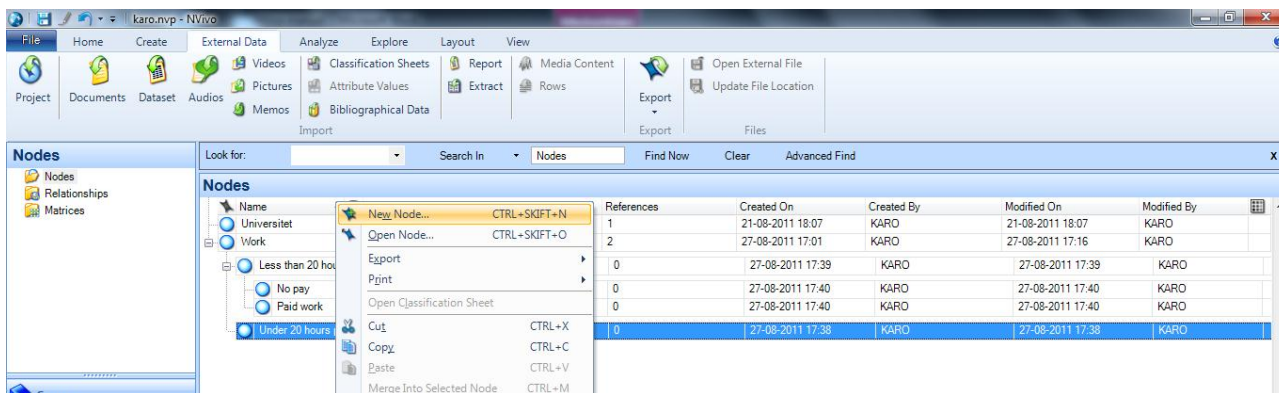 karo.nvp - NVivo
File Home Create External Data Analyze Explore Layout View
Project Documents Dataset Audios Videos Classification Sheets Report Media Content Export Open External File
Pictures Attribute Values Extract Rows Update File Location
Memos Bibliographical Data
Import Export Files
Nodes
Nodes
Relationships
Matrices
Look for: Search In Nodes Find Now Clear Advanced Find X
Nodes
Name References Created On Created By Modified On Modified By
Universitet 1 21-08-2011 18:07 KARO 21-08-2011 18:07 KARO
Work 2 27-08-2011 17:01 KARO 27-08-2011 17:16 KARO
Less than 20 hou 0 27-08-2011 17:39 KARO 27-08-2011 17:39 KARO
No pay 0 27-08-2011 17:40 KARO 27-08-2011 17:40 KARO
Paid work 0 27-08-2011 17:40 KARO 27-08-2011 17:40 KARO
Under 20 hours 0 27-08-2011 17:38 KARO 27-08-2011 17:38 KARO
New Node... CTRL+SKIFT+N
Open Node... CTRL+SKIFT+O
Export
Print
Open Classification Sheet
Cut CTRL+X
Copy CTRL+C
Paste CTRL+V
Merge Into Selected Node CTRL+M